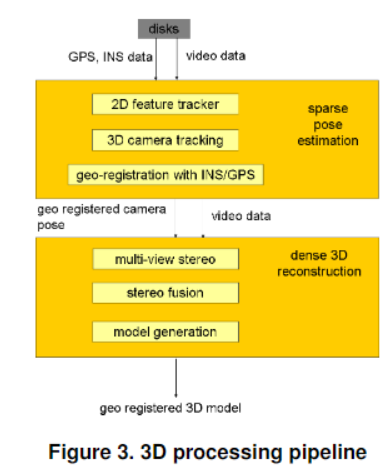 disks
GPS, INS data
video data
2D feature tracker
sparse
pose
estimation
3D camera tracking
geo-registration with INS/GPS
geo registered camera
pose
video data
multi-view stereo
dense 3D
reconstruction
stereo fusion
model generation
geo registered 3D model
Figure 3. 3D processing pipeline